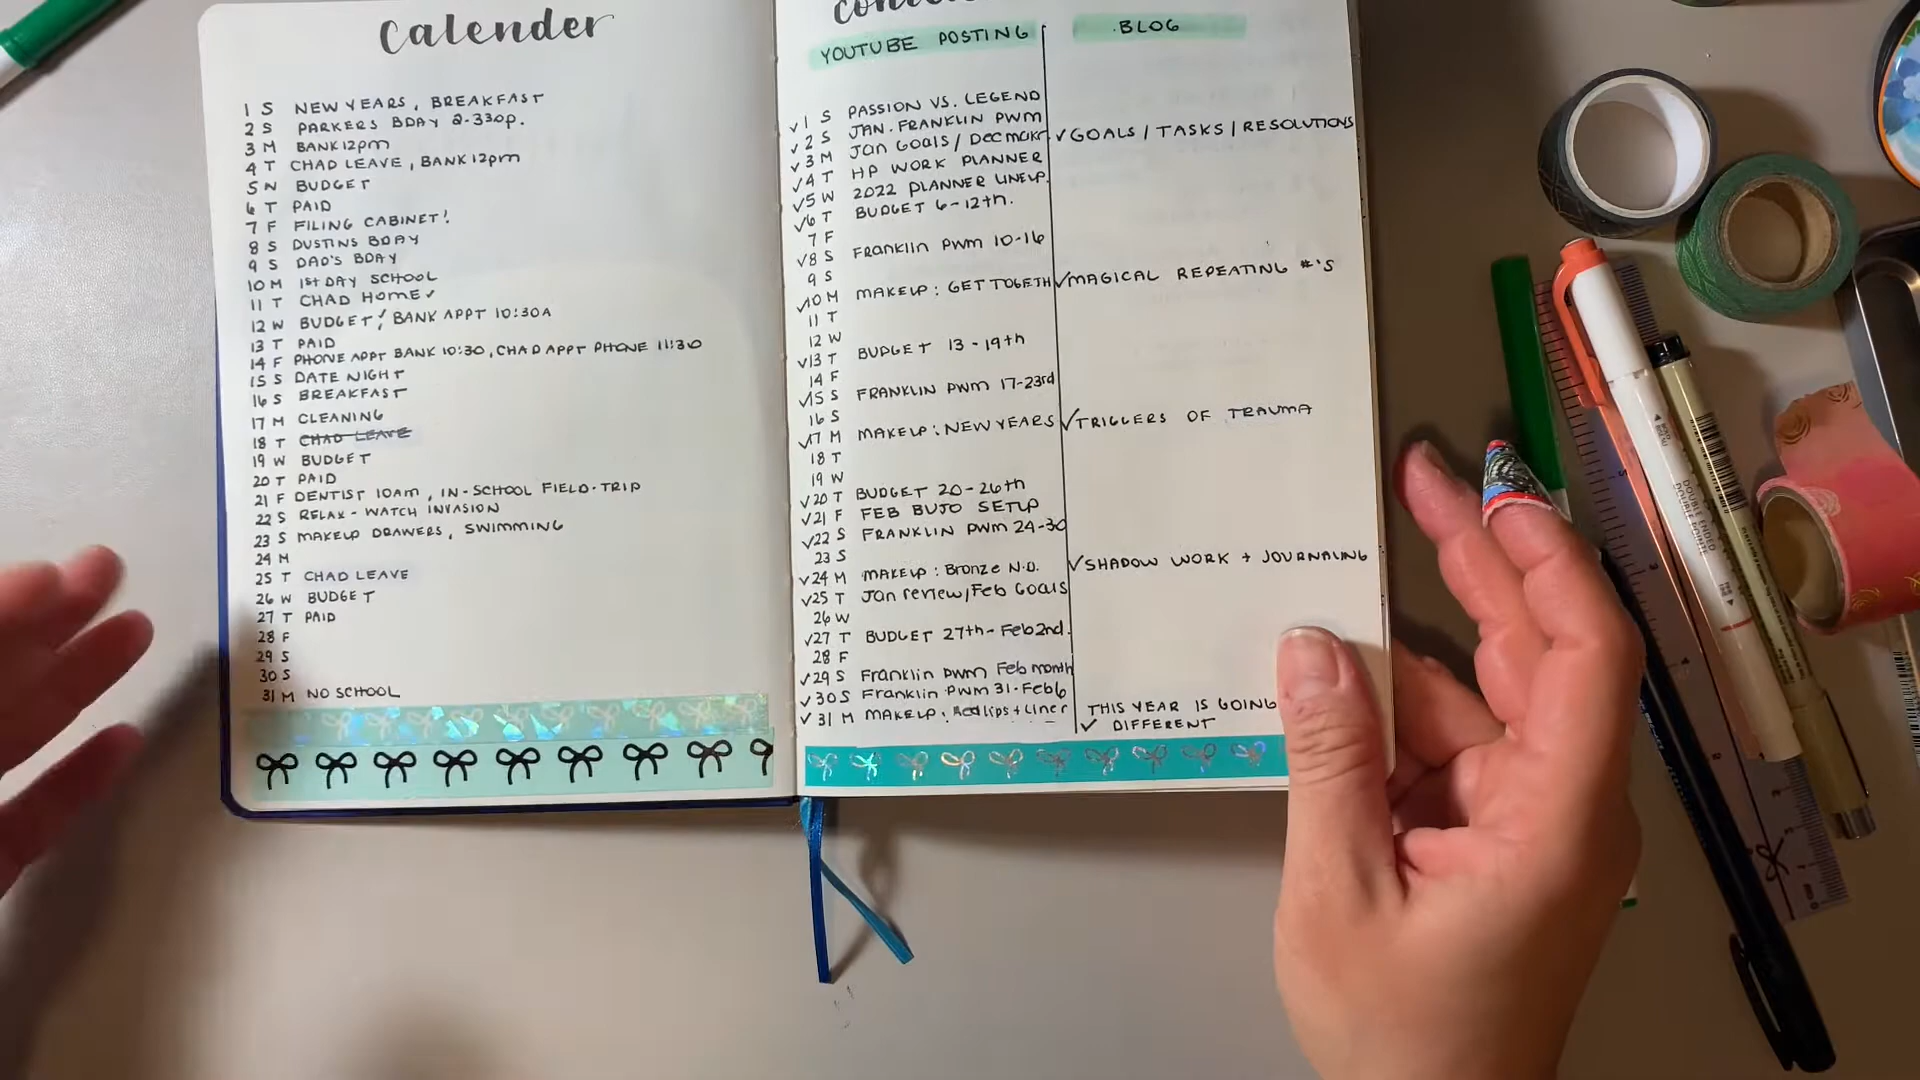 Calender
1 S NEW YEARS, BREAKFAST
2 S PARKERS BDAY 2-330p.
3 M BANK 12pm
4 T CHAD LEAVE, BANK 12pm
5 W BUDGET
6 T PAID
7 F FILING CABINET!
8 S DUSTINS BDAY
9 S DAD'S BDAY
10 M 1st DAY SCHOOL
11 T CHAD HOME ✓
12 W BUDGET! BANK APPT 10:30A
13 T PAID
14 F PHONE APPT BANK 10:30, CHAD APPT PHONE 11:30
15 S DATE NIGHT
16 S BREAKFAST
17 M CLEANING
18 T CHAD LEAVE
19 W BUDGET
20 T PAID
21 F DENTIST 10AM, IN-SCHOOL FIELD-TRIP
22 S RELAX - WATCH INVASION
23 S MAKEUP DRAWERS, SWIMMING
24 M
25 T CHAD LEAVE
26 W BUDGET
27 T PAID
28 F
29 S
30 S
31 M NO SCHOOL
YOUTUBE POSTING
✓1 S PASSION VS. LEGEND
✓2 S JAN. FRANKLIN PWM
✓3 M Jan Goals/
✓4 T HP WORK PLANNER
✓5 W 2022 PLANNER LINEUP.
✓6 T BUDGET 6-12th.
7 F
✓8 S Franklin pwm 10-16
9 S
✓10 M MAKEUP: GET TOGETH
11 T
12 W
✓13 T BUDGET 13-19th
14 F
✓15 S FRANKLIN PWM 17-23rd
16 S
✓17 M MAKEUP: NEW YEARS
18 T
19 W
✓20 T BUDGET 20-26th
✓21 F FEB BUJO SETUP
✓22 S FRANKLIN PWM 24-30
23 S
✓24 M MAKEUP: Bronze N.O.
✓25 T Jan review/Feb Goals
26 W
✓27 T BUDGET 27th-Feb 2nd.
28 F
✓29 S Franklin pwm Feb month
✓30 S Franklin PWM 31-Feb 6
✓31 M MAKEUP: Red lips + Liner
BLOG
✓GOALS/TASKS/RESOLUTIONS
✓MAGICAL REPEATING #'S
✓TRIGGERS OF TRAUMA
✓SHADOW WORK + JOURNALING
THIS YEAR IS GOING
✓ DIFFERENT
DOUBLE ENDED